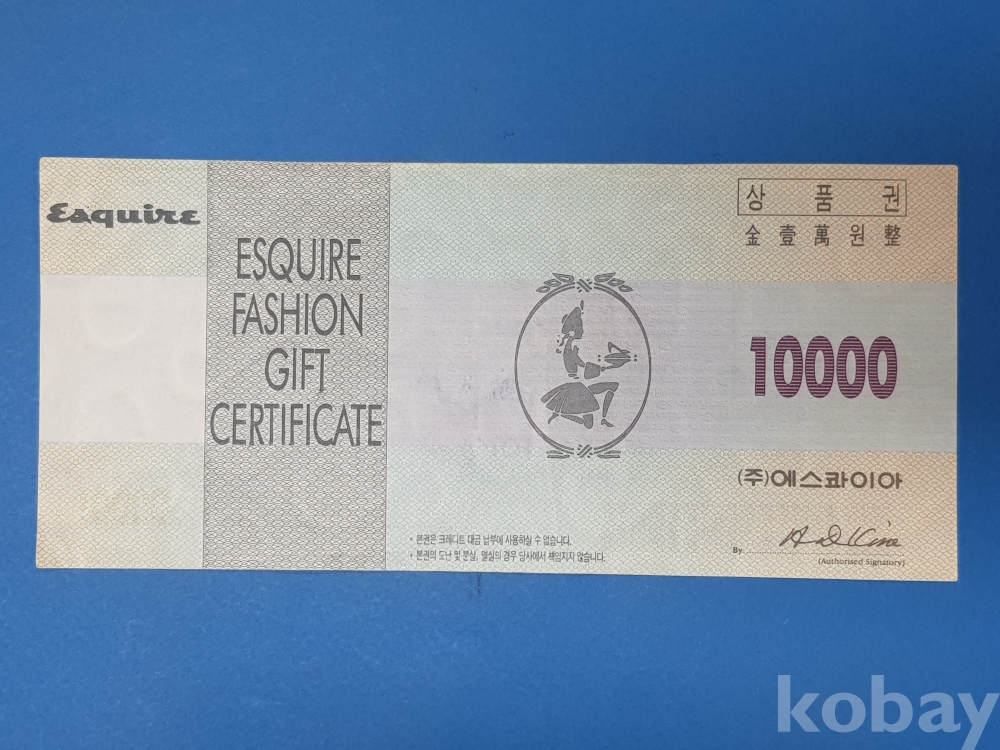 Esquire
ESQUIRE
FASHION
GIFT
CERTIFICATE
상 품 권
金 壹 萬 원 整
10000
(주)에스콰이아
• 본권은 크레디트 대금 납부에 사용하실 수 없습니다.
• 본권의 도난 및 분실, 멸실의 경우 당사에서 책임지지 않습니다.
By
(Authorised Signatory)
kobay